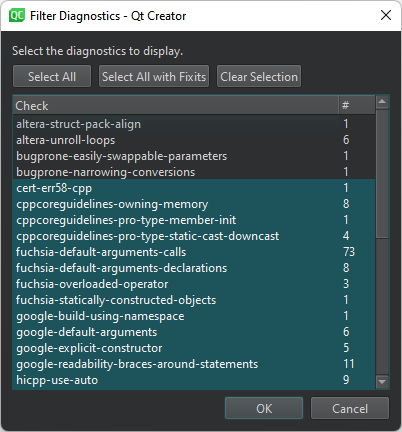 QC Filter Diagnostics - Qt Creator
Select the diagnostics to display.
Select All Select All with Fixits Clear Selection
Check #
altera-struct-pack-align 1
altera-unroll-loops 6
bugprone-easily-swappable-parameters 1
bugprone-narrowing-conversions 1
cert-err58-cpp 1
cppcoreguidelines-owning-memory 8
cppcoreguidelines-pro-type-member-init 1
cppcoreguidelines-pro-type-static-cast-downcast 4
fuchsia-default-arguments-calls 73
fuchsia-default-arguments-declarations 8
fuchsia-overloaded-operator 3
fuchsia-statically-constructed-objects 1
google-build-using-namespace 1
google-default-arguments 6
google-explicit-constructor 5
google-readability-braces-around-statements 11
hicpp-use-auto 9
OK Cancel